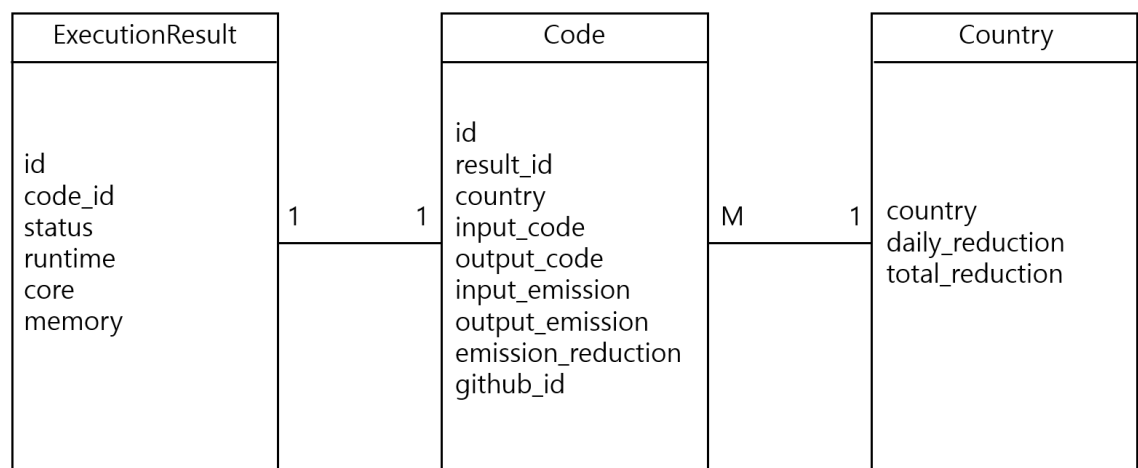 ExecutionResult
id
code_id
status
runtime
core
memory
1
1
Code
id
result_id
country
input_code
output_code
input_emission
output_emission
emission_reduction
github_id
M
1
Country
country
daily_reduction
total_reduction